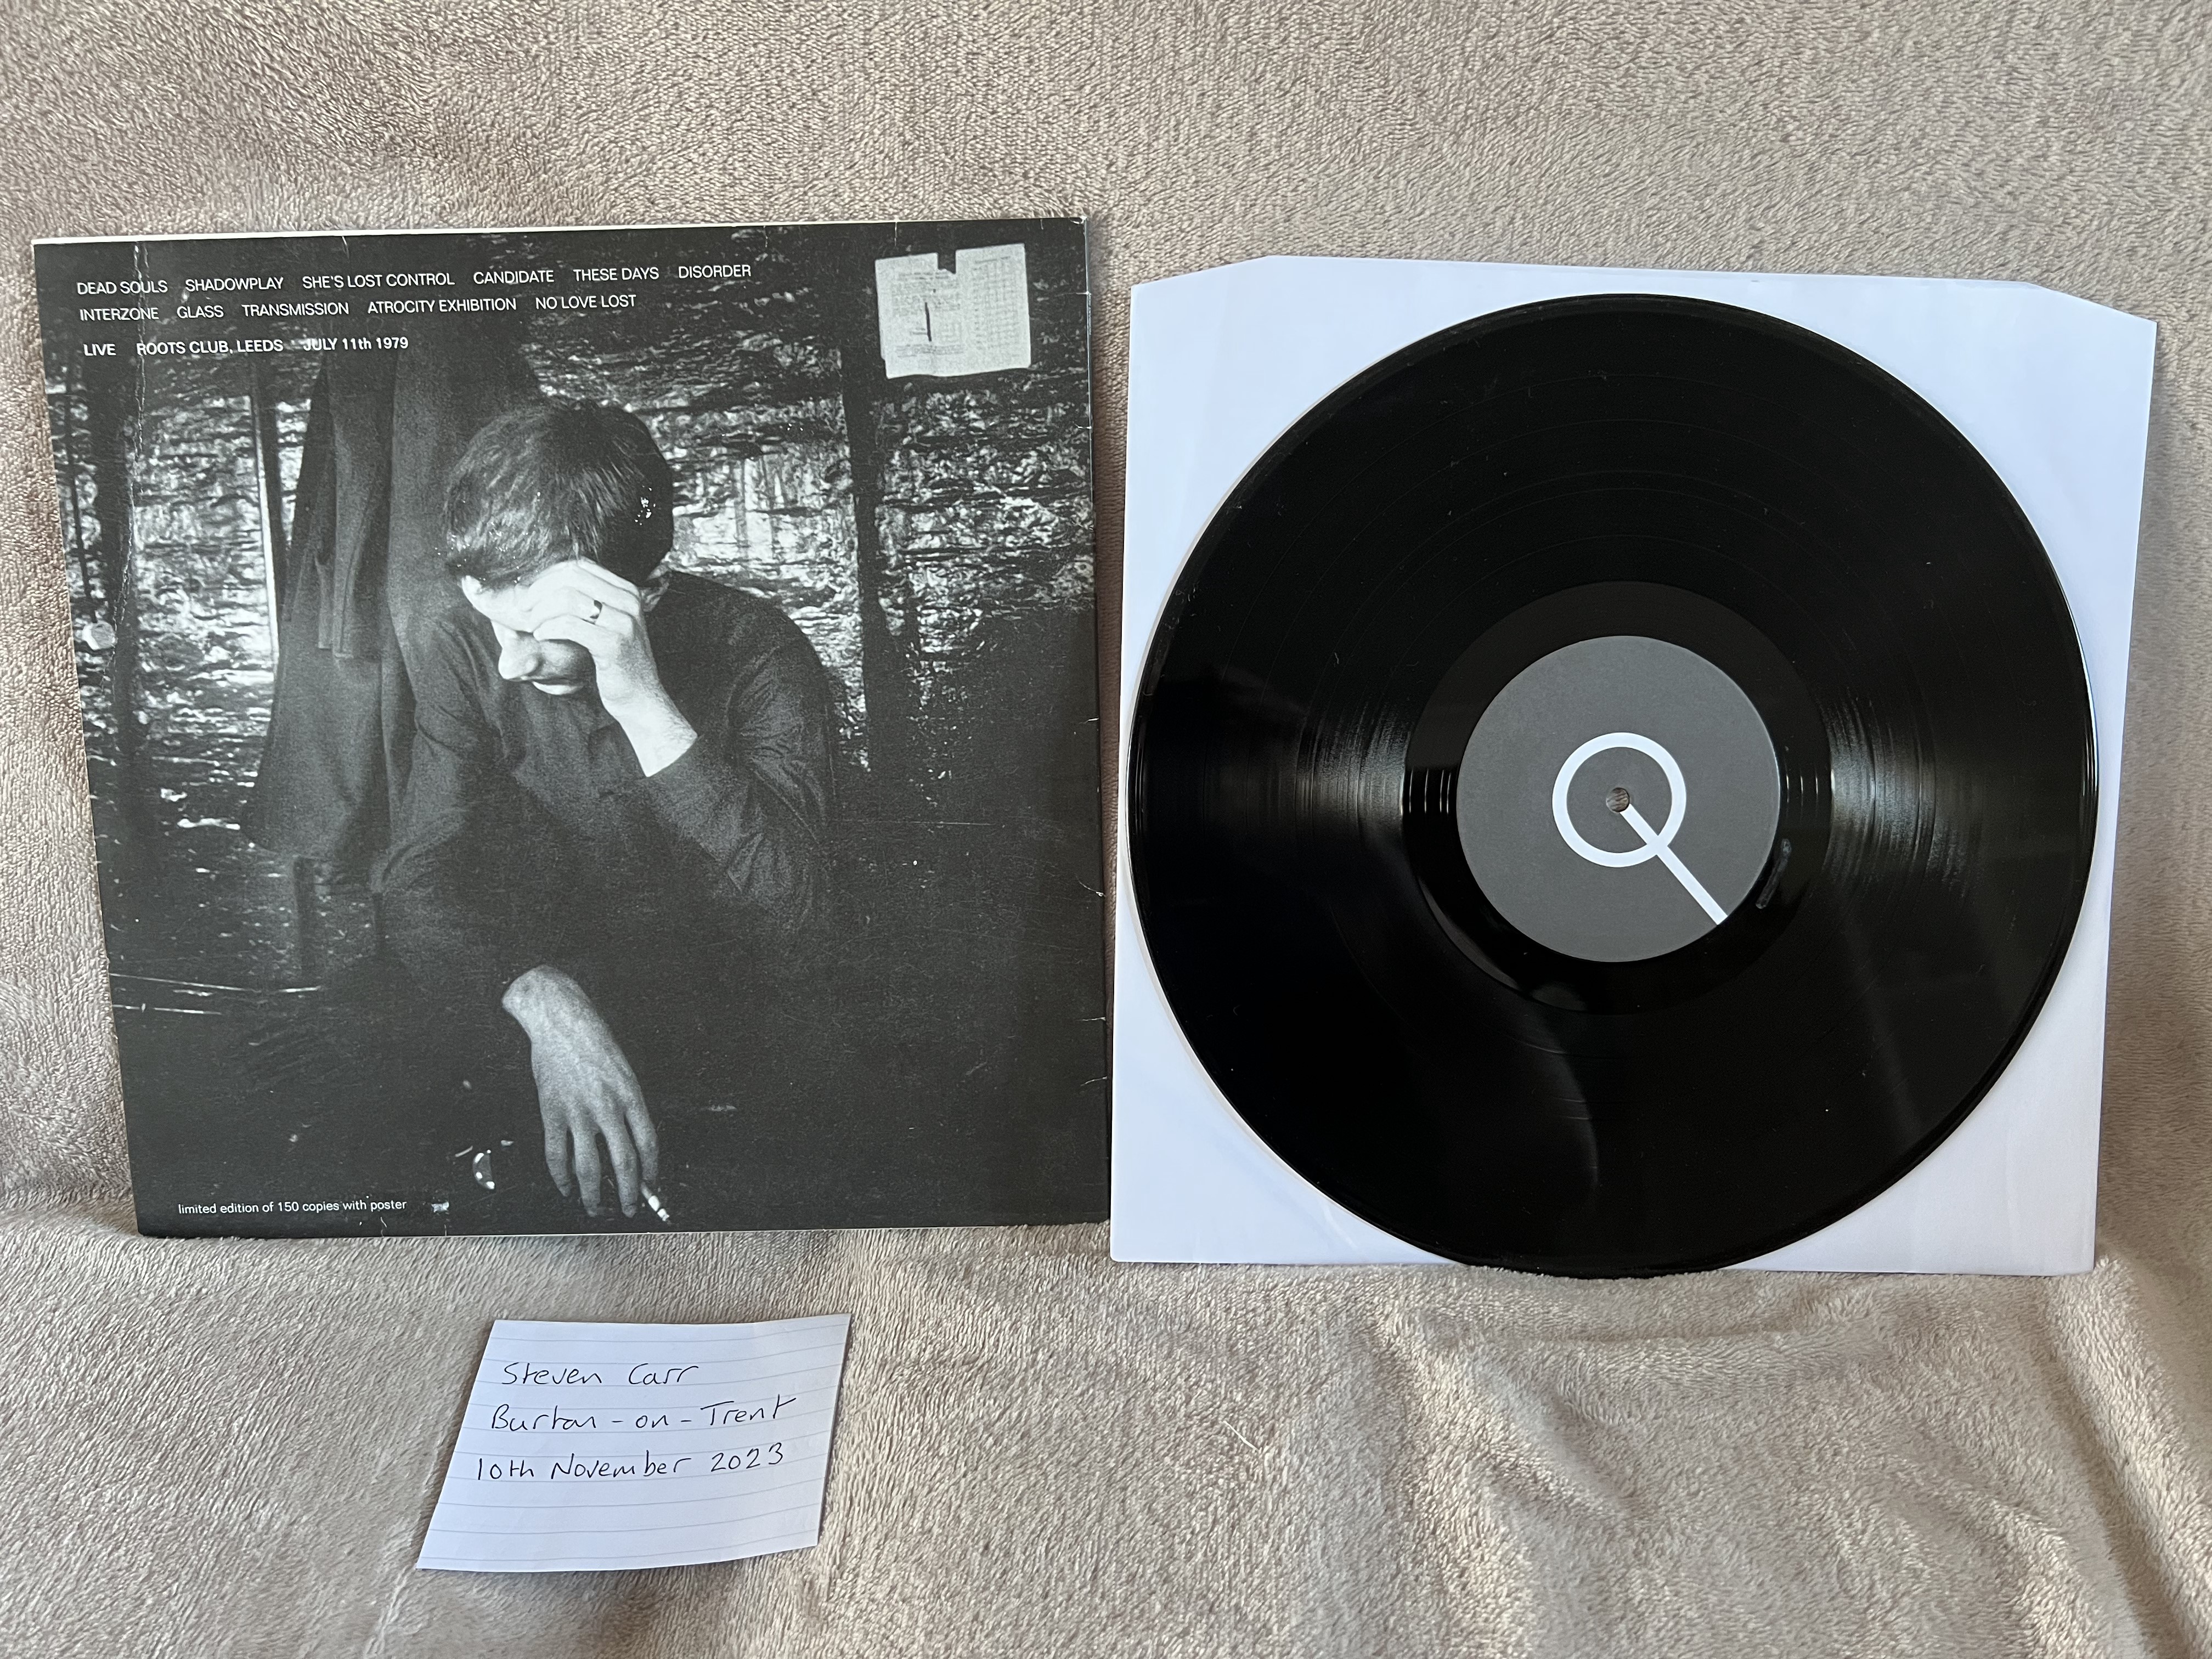 DEAD SOULS SHADOWPLAY SHE'S LOST CONTROL CANDIDATE THESE DAYS DISORDER
INTERZONE GLASS TRANSMISSION ATROCITY EXHIBITION NO LOVE LOST
LIVE ROOTS CLUB, LEEDS JULY 11th 1979
limited edition of 150 copies with poster
Steven Carr
Burton-on-Trent
10th November 2023